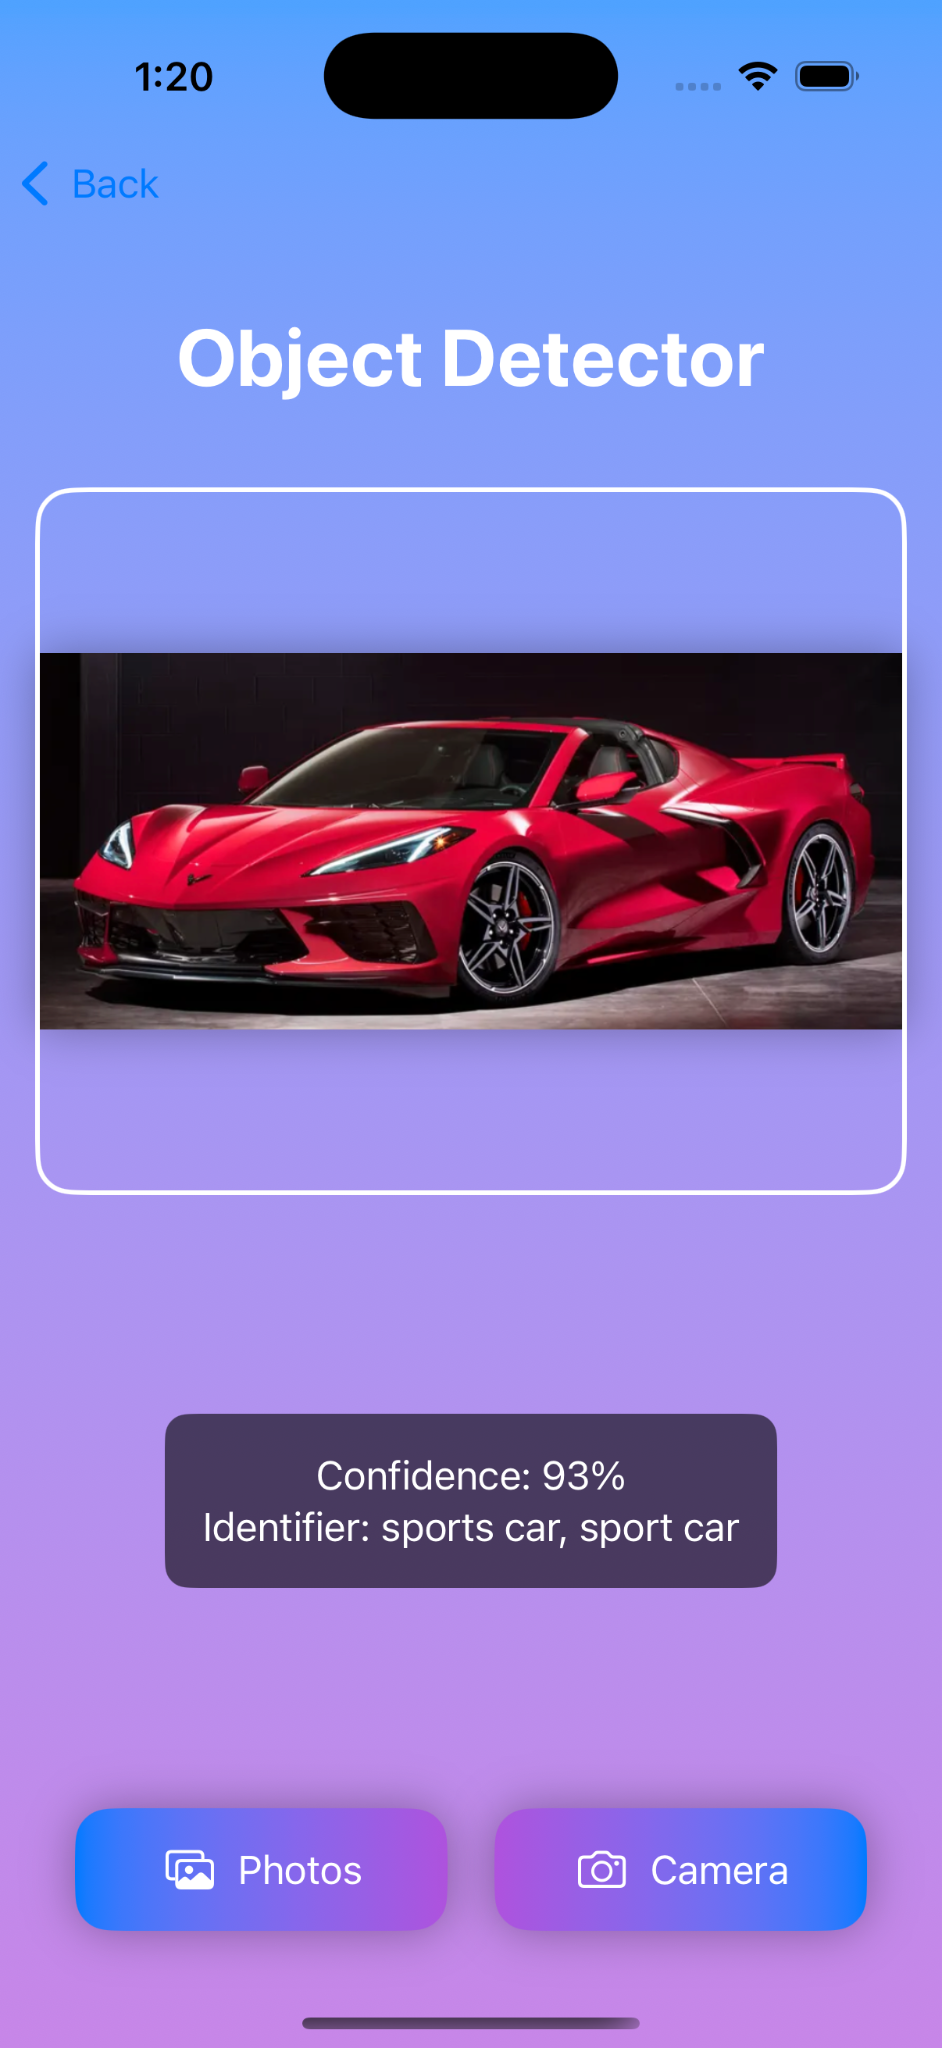 1:20
Back
Object Detector
Confidence: 93%
Identifier: sports car, sport car
Photos
Camera